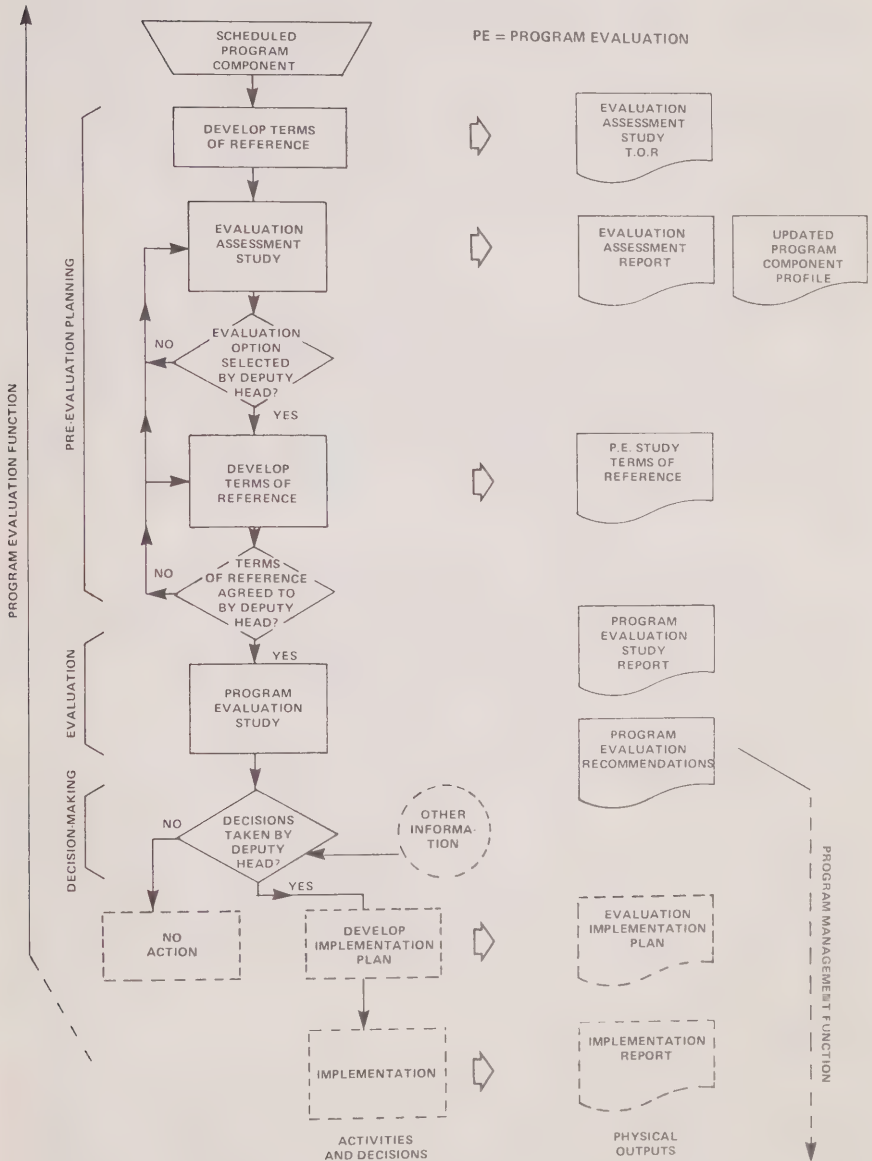 SCHEDULED
PROGRAM
COMPONENT
PE = PROGRAM EVALUATION
DEVELOP TERMS
OF REFERENCE
EVALUATION
ASSESSMENT
STUDY
T.O.R
EVALUATION
ASSESSMENT
STUDY
EVALUATION
ASSESSMENT
REPORT
UPDATED
PROGRAM
COMPONENT
PROFILE
NO
EVALUATION
OPTION
SELECTED
BY DEPUTY
HEAD?
YES
PRE-EVALUATION PLANNING
PROGRAM EVALUATION FUNCTION
DEVELOP
TERMS OF
REFERENCE
P.E. STUDY
TERMS OF
REFERENCE
NO
TERMS
OF REFERENCE
AGREED TO
BY DEPUTY
HEAD?
YES
EVALUATION
PROGRAM
EVALUATION
STUDY
PROGRAM
EVALUATION
STUDY
REPORT
PROGRAM
EVALUATION
RECOMMENDATIONS
DECISION-MAKING
NO
DECISIONS
TAKEN BY
DEPUTY
HEAD?
YES
OTHER
INFORMA-
TION
NO
ACTION
DEVELOP
IMPLEMENTATION
PLAN
EVALUATION
IMPLEMENTATION
PLAN
PROGRAM MANAGEMENT FUNCTION
IMPLEMENTATION
IMPLEMENTATION
REPORT
ACTIVITIES
AND DECISIONS
PHYSICAL
OUTPUTS